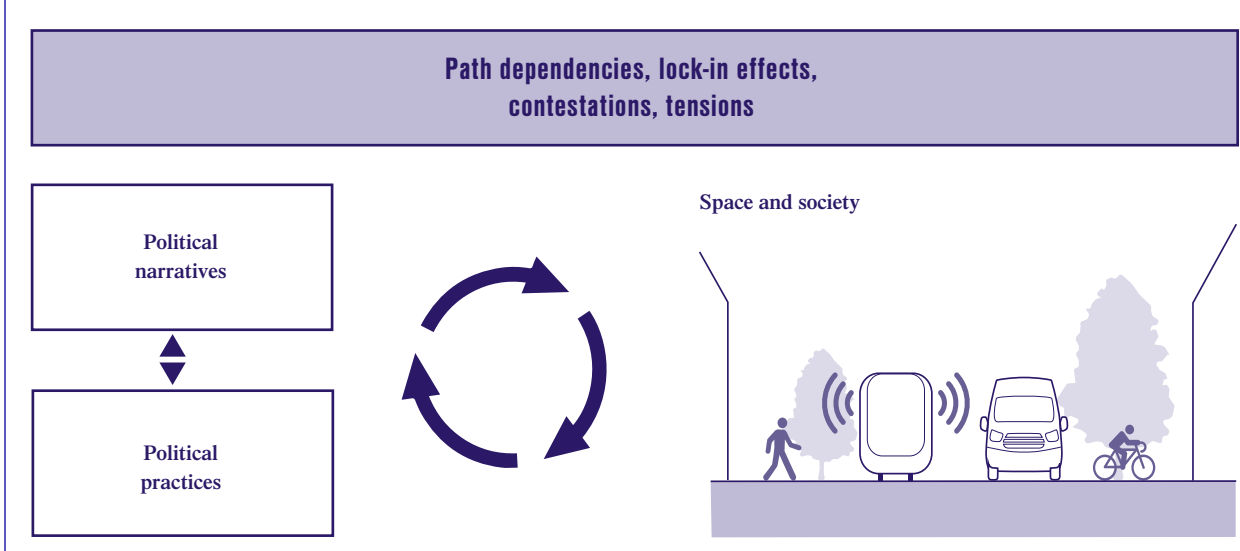 Path dependencies, lock-in effects,
contestations, tensions
Political
narratives
Political
practices
Space and society